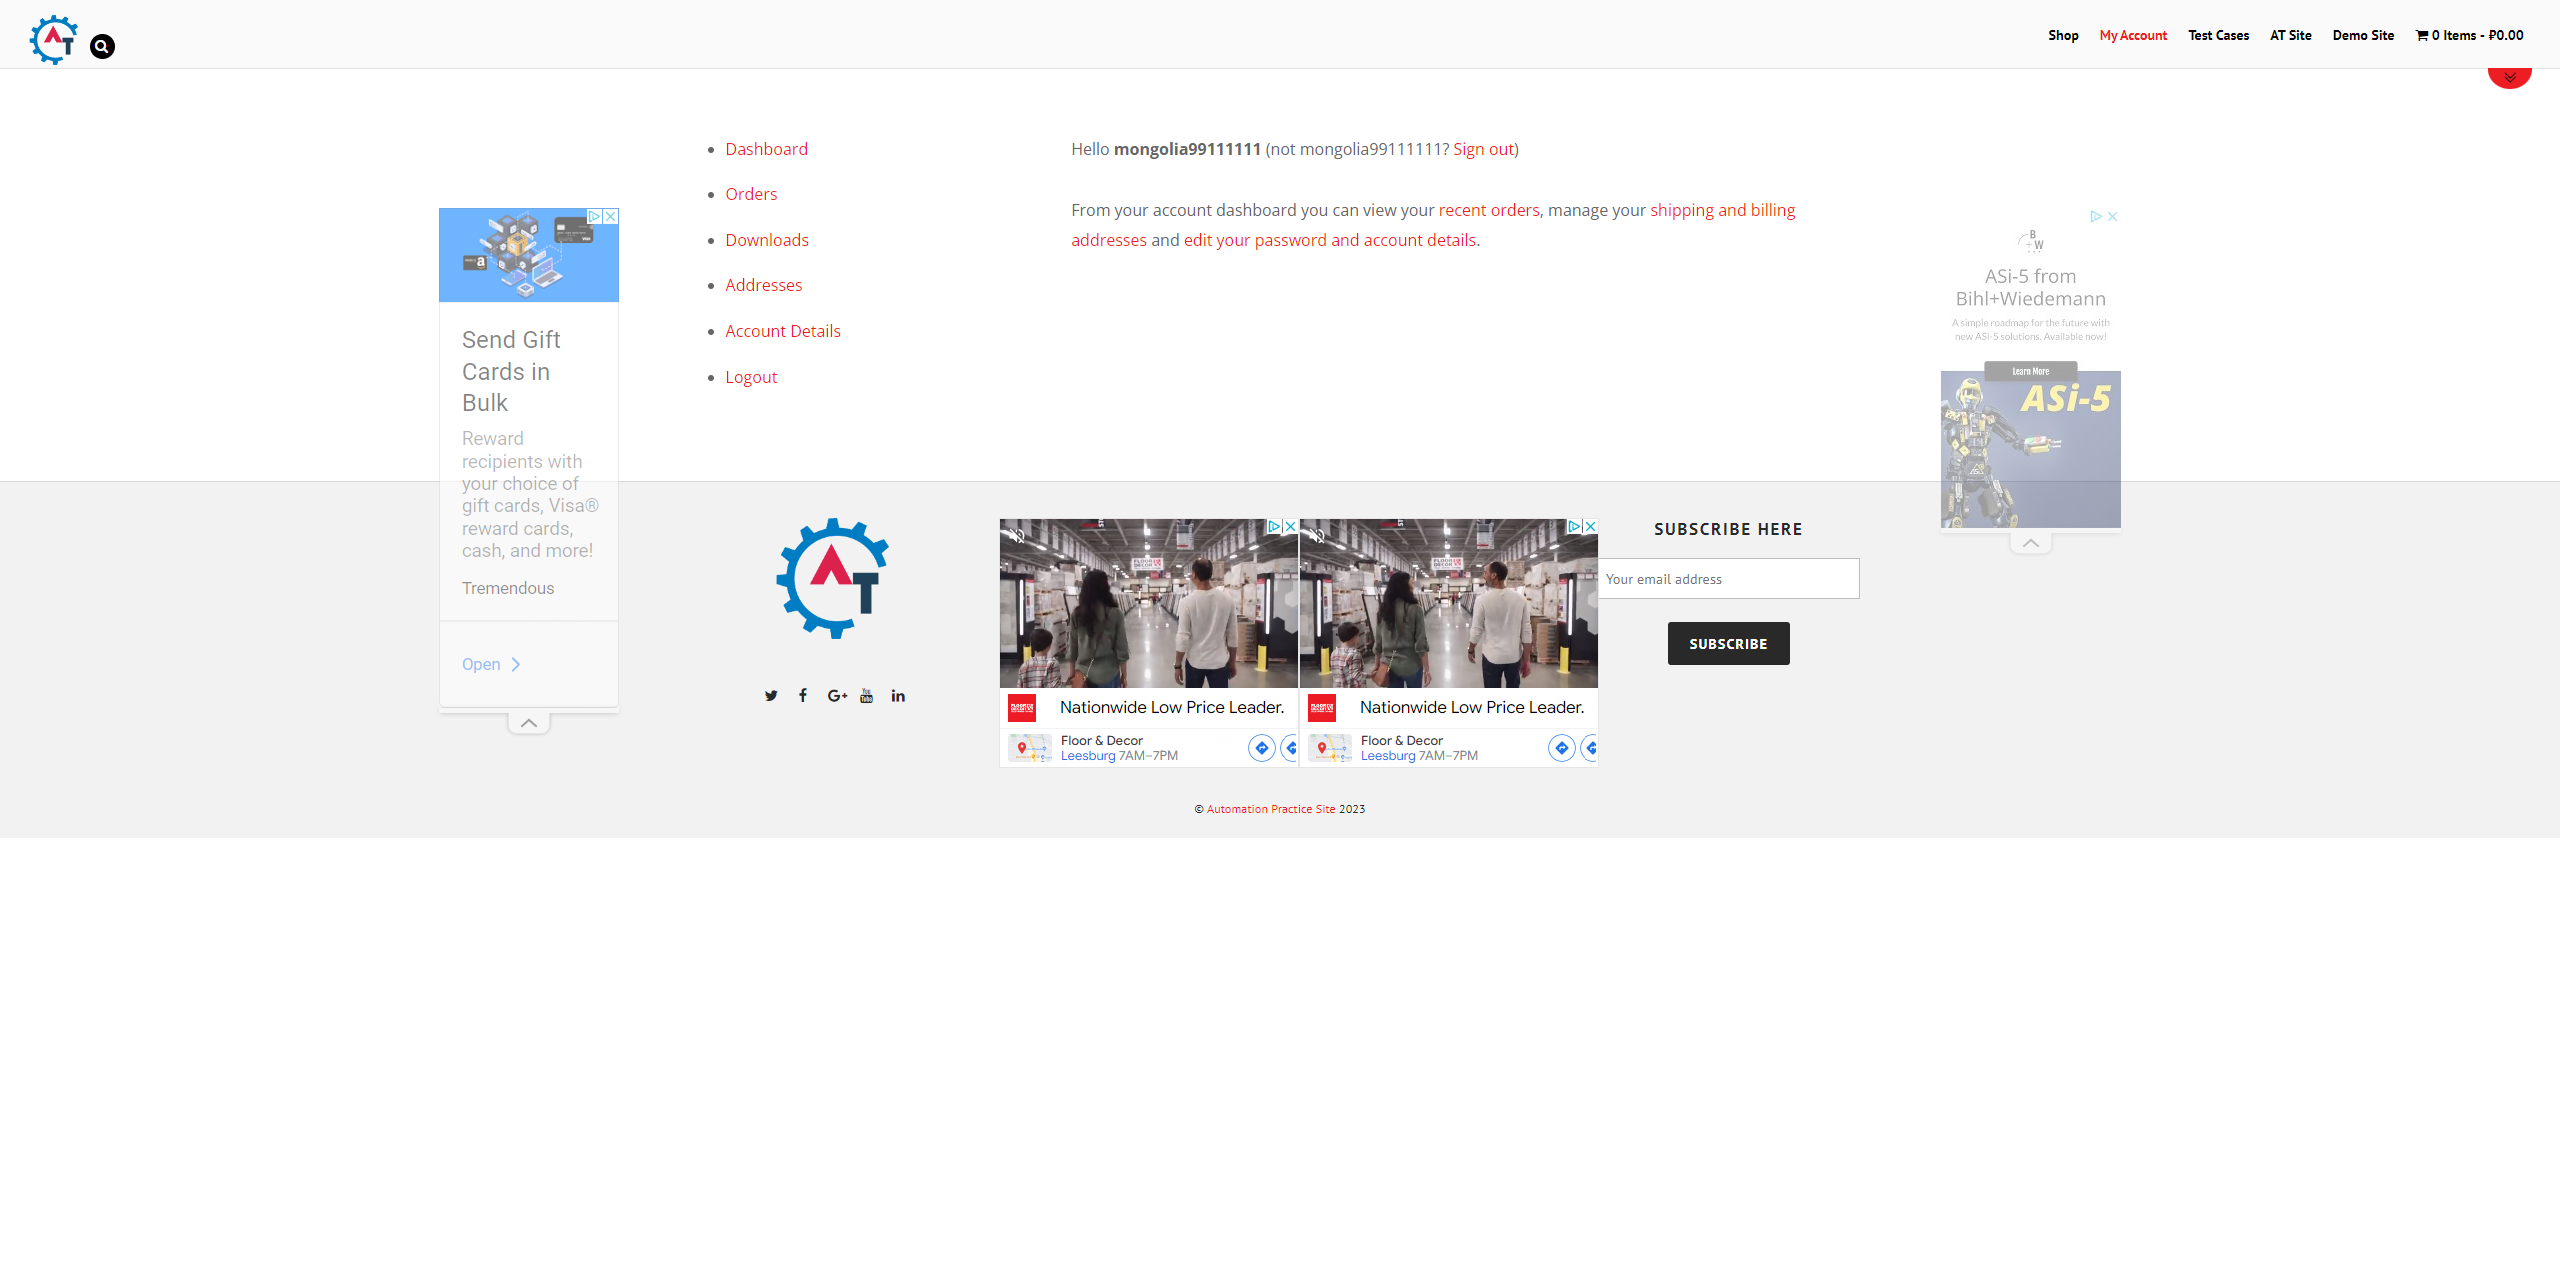 AT
Shop
My Account
Test Cases
AT Site
Demo Site
0 Items - ₽0.00
Dashboard
Orders
Downloads
Addresses
Account Details
Logout
Hello mongolia99111111 (not mongolia99111111? Sign out)
From your account dashboard you can view your recent orders, manage your shipping and billing
addresses and edit your password and account details.
Send Gift
Cards in
Bulk
Reward
recipients with
your choice of
gift cards, Visa®
reward cards,
cash, and more!
Tremendous
Open
B
+W
ASi-5 from
Bihl+Wiedemann
A simple roadmap for the future with
new ASi-5 solutions. Available now!
Learn More
ASi-5
AT
G+
You
Tube
in
Nationwide Low Price Leader.
Floor & Decor
Leesburg 7AM–7PM
Nationwide Low Price Leader.
Floor & Decor
Leesburg 7AM–7PM
SUBSCRIBE HERE
Your email address
SUBSCRIBE
© Automation Practice Site 2023